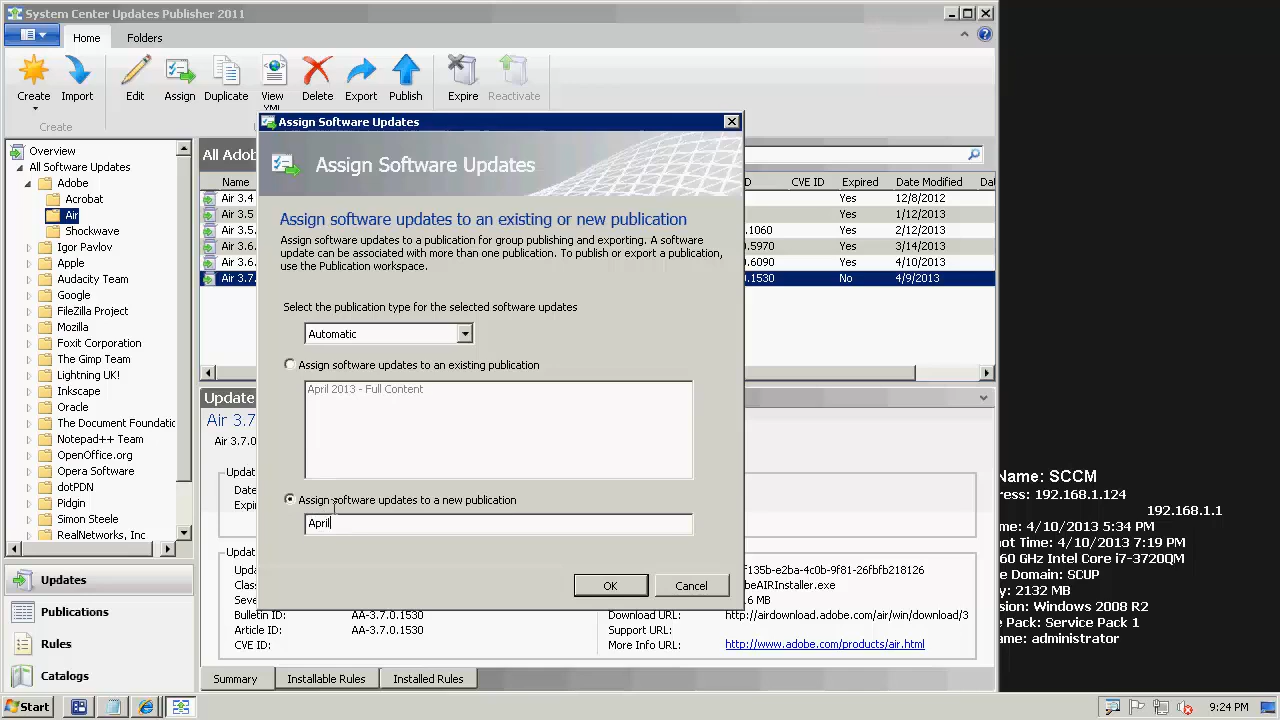 System Center Updates Publisher 2011
Home Folders
Create Import Edit Assign Duplicate View XML Delete Export Publish Expire Reactivate
Create
Assign Software Updates
Assign Software Updates
Assign software updates to an existing or new publication
Assign software updates to a publication for group publishing and exporting. A software
update can be associated with more than one publication. To publish or export a publication,
use the Publication workspace.
Select the publication type for the selected software updates
Automatic
Assign software updates to an existing publication
April 2013 - Full Content
Assign software updates to a new publication
April
OK Cancel
Overview
All Software Updates
Adobe
Acrobat
Air
Shockwave
Igor Pavlov
Apple
Audacity Team
Google
FileZilla Project
Mozilla
Foxit Corporation
The Gimp Team
Lightning UK!
Inkscape
Oracle
The Document Foundatio
Notepad++ Team
OpenOffice.org
Opera Software
dotPDN
Pidgin
Simon Steele
RealNetworks, Inc
Updates
Publications
Rules
Catalogs
All Adob
Name D CVE ID Expired Date Modified Dat
Air 3.4 Yes 12/8/2012
Air 3.5 Yes 1/12/2013
Air 3.5. .1060 Yes 2/12/2013
Air 3.6. .5970 Yes 3/14/2013
Air 3.6. .6090 Yes 4/10/2013
Air 3.7. .1530 No 4/9/2013
Update
Air 3.7
Air 3.7.0
Updat
Date
Expir
Updat
Upda f135b-e2ba-4c0b-9f81-26fbfb218126
Class beAIRInstaller.exe
Seve 6 MB
Bulletin ID: AA-3.7.0.1530 Download URL: http://airdownload.adobe.com/air/win/download/3
Article ID: AA-3.7.0.1530 Support URL:
CVE ID: More Info URL: http://www.adobe.com/products/air.html
Summary Installable Rules Installed Rules
Name: SCCM
ress: 192.168.1.124
192.168.1.1
me: 4/10/2013 5:34 PM
ot Time: 4/10/2013 7:19 PM
60 GHz Intel Core i7-3720QM
e Domain: SCUP
y: 2132 MB
sion: Windows 2008 R2
e Pack: Service Pack 1
ame: administrator
Start 9:24 PM